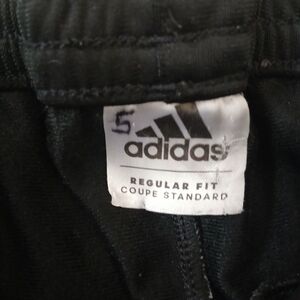 5
adidas
REGULAR FIT
COUPE STANDARD